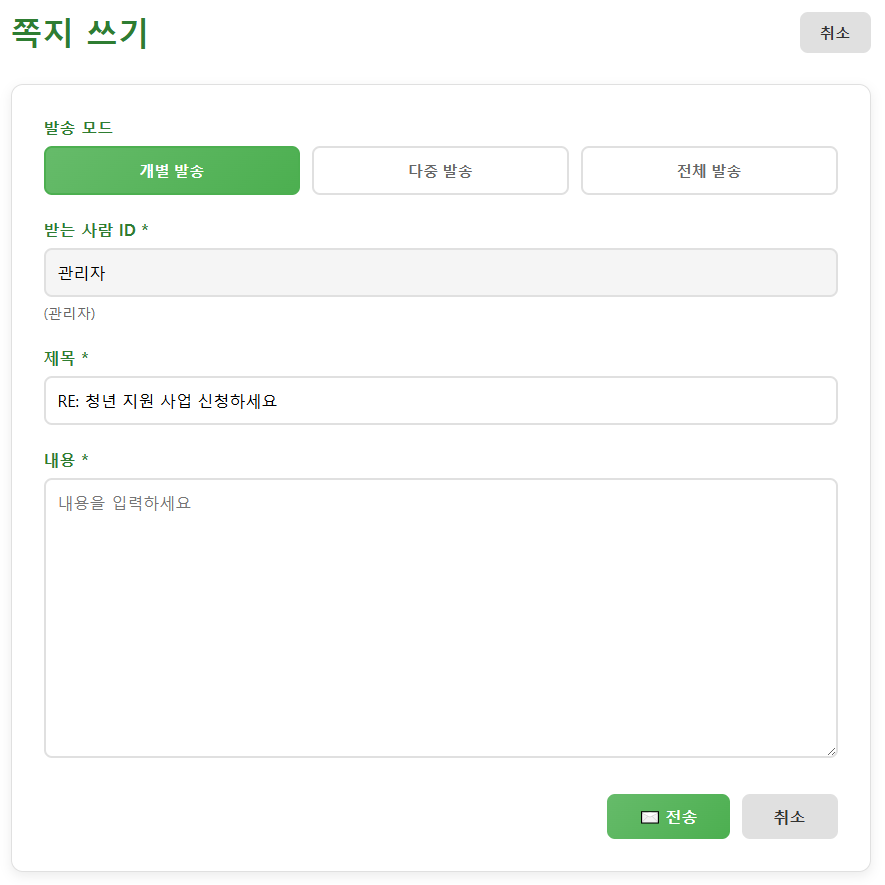 쪽지 쓰기
취소
발송 모드
개별 발송
다중 발송
전체 발송
받는 사람 ID *
관리자
(관리자)
제목 *
RE: 청년 지원 사업 신청하세요
내용 *
내용을 입력하세요
전송
취소